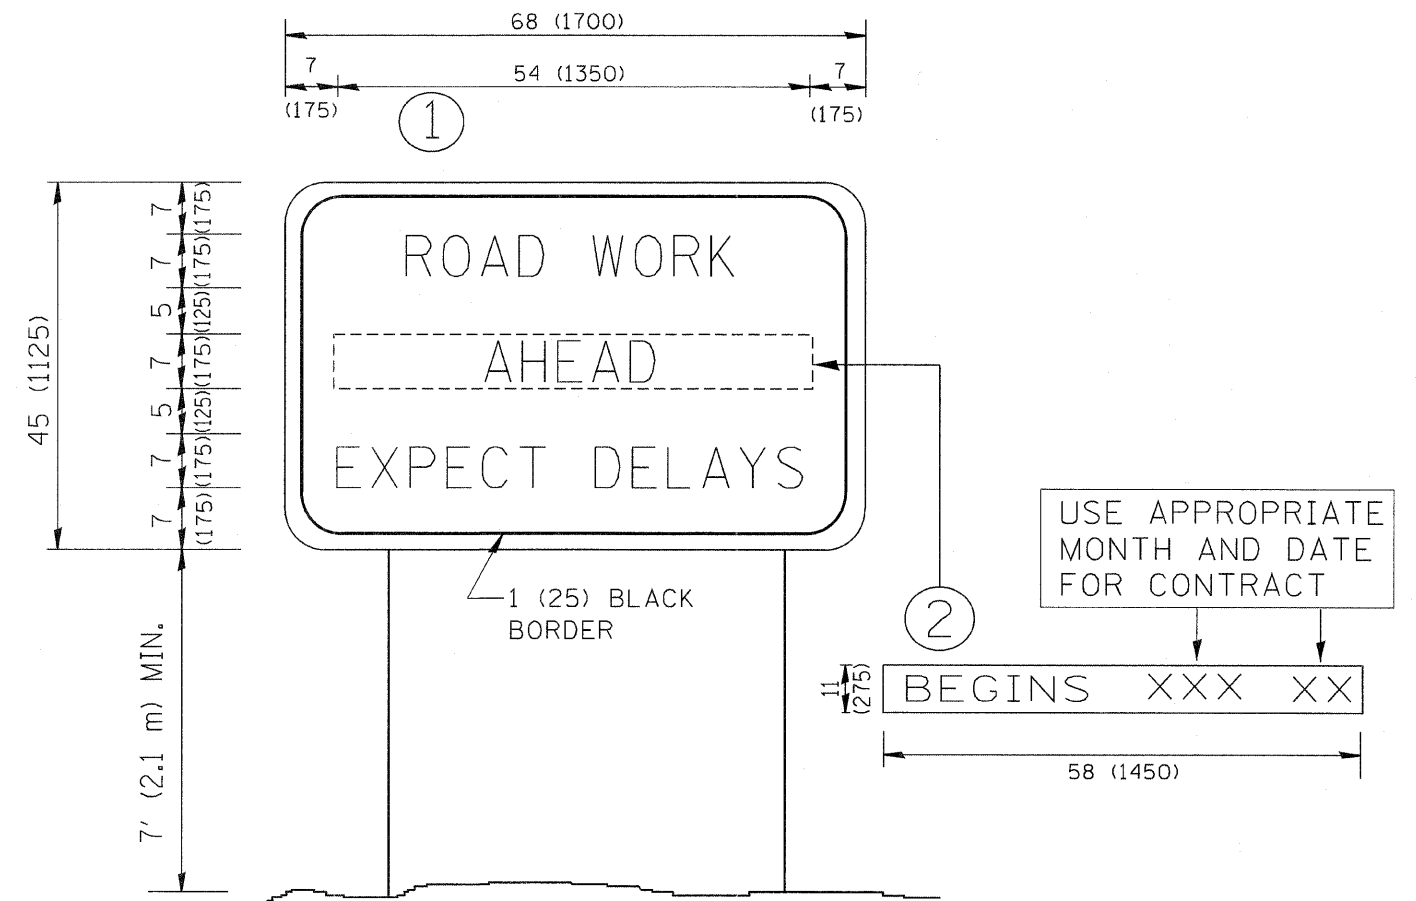 68 (1700)
7 54 (1350) 7
(175) (175)
1
45 (1125)
7 (175)
7 (175)
5 (125)
7 (175)
5 (125)
7 (175)
7 (175)
ROAD WORK
AHEAD
EXPECT DELAYS
1 (25) BLACK
BORDER
7' (2.1 m) MIN.
2
USE APPROPRIATE
MONTH AND DATE
FOR CONTRACT
11 (275)
BEGINS XXX XX
58 (1450)